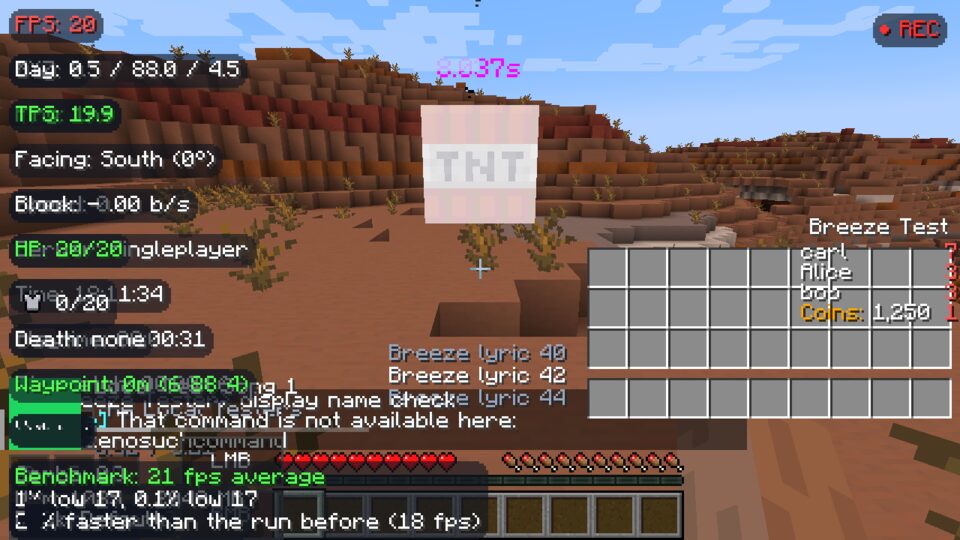 FPS: 20
REC
Day: 0.5 / 88.0 / 4.5
TPS: 19.9
TNT
Facing: South (0°)
Block: -0.00 b/s
Breeze Test
HP: 20/20 ingleplayer
carl 7
Alice 3
bob 3
Coins: 1,250 1
11:34
0/20
Death: none 00:31
Breeze lyric 40
Breeze lyric 42
Breeze lyric 44
Waypoint: 0m (6 88 4)
display name check
That command is not available here:
LMB
Benchmark: 21 fps average
1% low 17, 0.1% low 17
% faster than the run before (18 fps)